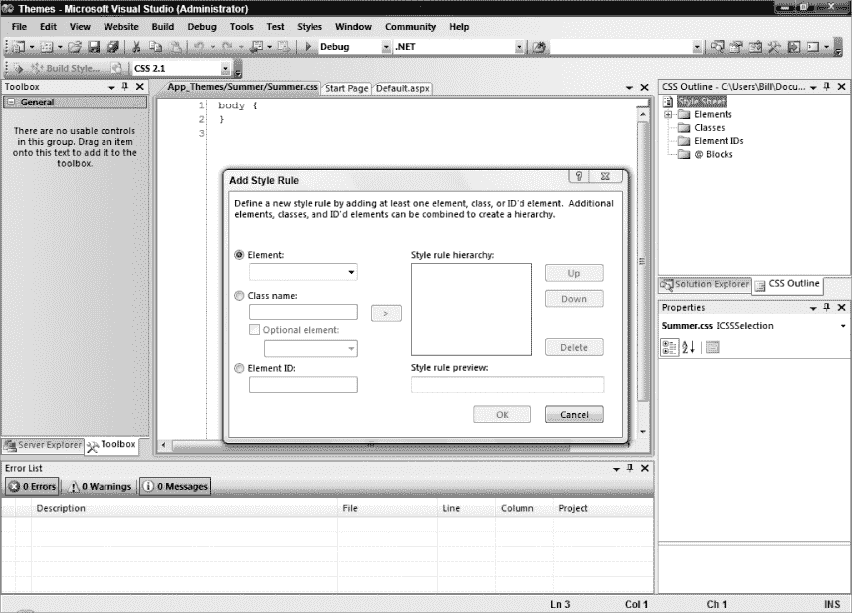 Themes - Microsoft Visual Studio (Administrator)
File Edit View Website Build Debug Tools Test Styles Window Community Help
Debug .NET
Build Style... CSS 2.1
Toolbox
General
There are no usable controls
in this group. Drag an item
onto this text to add it to the
toolbox.
Server Explorer Toolbox
App_Themes/Summer/Summer.css Start Page Default.aspx
1 body {
2 }
3
Add Style Rule
Define a new style rule by adding at least one element, class, or ID'd element. Additional
elements, classes, and ID'd elements can be combined to create a hierarchy.
Element:
Class name:
Optional element:
Element ID:
>
Style rule hierarchy:
Up
Down
Delete
Style rule preview:
OK Cancel
CSS Outline - C:\Users\Bill\Docu...
Style Sheet
Elements
Classes
Element IDs
@ Blocks
Solution Explorer CSS Outline
Properties
Summer.css ICSSSelection
Error List
0 Errors 0 Warnings 0 Messages
Description File Line Column Project
Ln 3 Col 1 Ch 1 INS